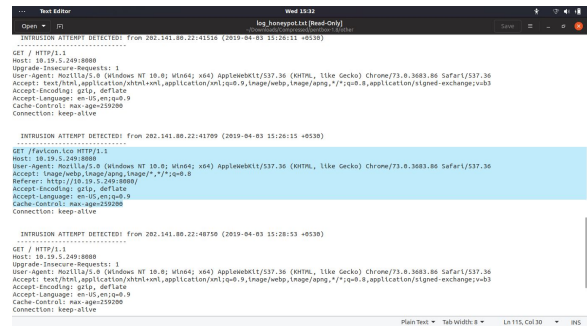 Text Editor
Wed 15:32
Open
log_honeypot.txt [Read-Only]
~/Downloads/Compressed/pentbox-1.8/other
Save
INTRUSION ATTEMPT DETECTED! from 202.141.80.22:41516 (2019-04-03 15:26:11 +0530)
-----------------------------
GET / HTTP/1.1
Host: 10.19.5.249:8080
Upgrade-Insecure-Requests: 1
User-Agent: Mozilla/5.0 (Windows NT 10.0; Win64; x64) AppleWebKit/537.36 (KHTML, like Gecko) Chrome/73.0.3683.86 Safari/537.36
Accept: text/html,application/xhtml+xml,application/xml;q=0.9,image/webp,image/apng,*/*;q=0.8,application/signed-exchange;v=b3
Accept-Encoding: gzip, deflate
Accept-Language: en-US,en;q=0.9
Cache-Control: max-age=259200
Connection: keep-alive
INTRUSION ATTEMPT DETECTED! from 202.141.80.22:41709 (2019-04-03 15:26:15 +0530)
-----------------------------
GET /favicon.ico HTTP/1.1
Host: 10.19.5.249:8080
User-Agent: Mozilla/5.0 (Windows NT 10.0; Win64; x64) AppleWebKit/537.36 (KHTML, like Gecko) Chrome/73.0.3683.86 Safari/537.36
Accept: image/webp,image/apng,image/*,*/*;q=0.8
Referer: http://10.19.5.249:8080/
Accept-Encoding: gzip, deflate
Accept-Language: en-US,en;q=0.9
Cache-Control: max-age=259200
Connection: keep-alive
INTRUSION ATTEMPT DETECTED! from 202.141.80.22:48750 (2019-04-03 15:28:53 +0530)
-----------------------------
GET / HTTP/1.1
Host: 10.19.5.249:8080
Upgrade-Insecure-Requests: 1
User-Agent: Mozilla/5.0 (Windows NT 10.0; Win64; x64) AppleWebKit/537.36 (KHTML, like Gecko) Chrome/73.0.3683.86 Safari/537.36
Accept: text/html,application/xhtml+xml,application/xml;q=0.9,image/webp,image/apng,*/*;q=0.8,application/signed-exchange;v=b3
Accept-Encoding: gzip, deflate
Accept-Language: en-US,en;q=0.9
Cache-Control: max-age=259200
Connection: keep-alive
Plain Text Tab Width: 8 Ln 115, Col 30 INS